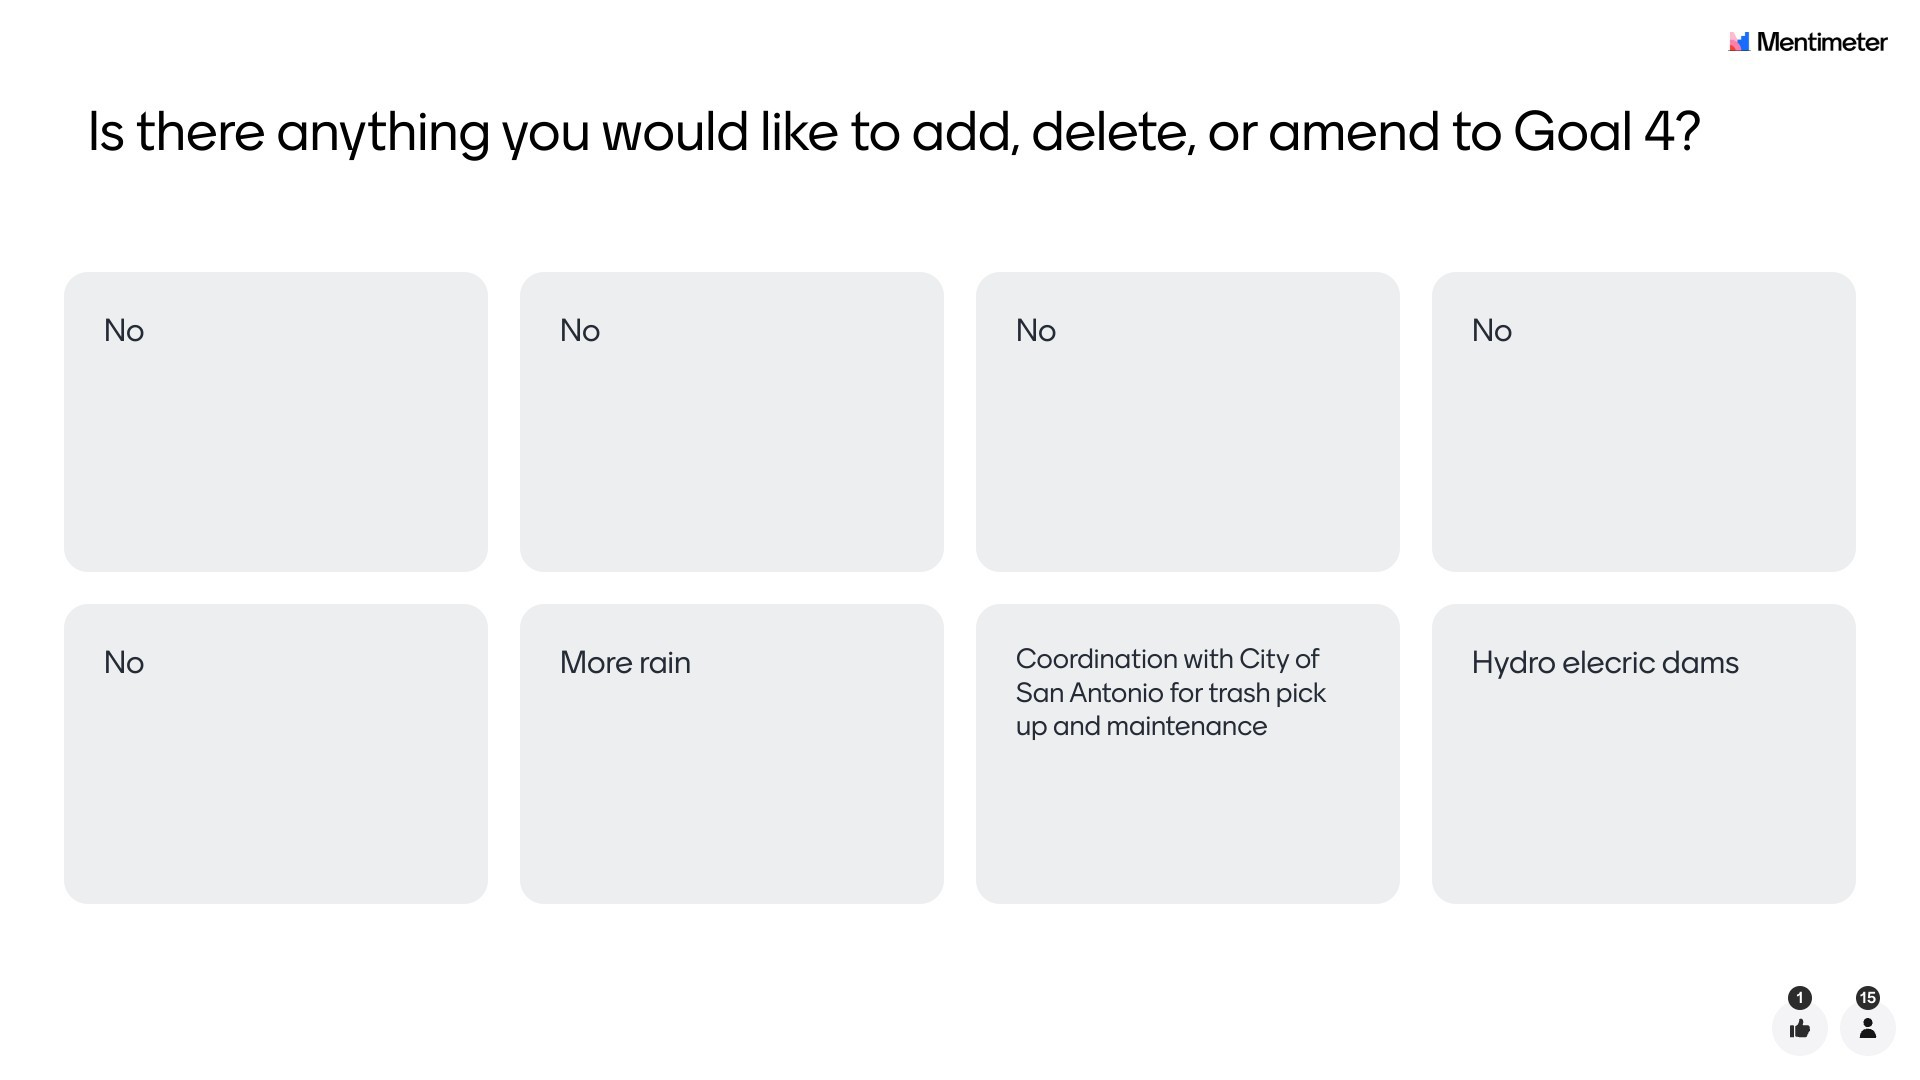 Mentimeter
Is there anything you would like to add, delete, or amend to Goal 4?
No
No
No
No
No
More rain
Coordination with City of
San Antonio for trash pick
up and maintenance
Hydro elecric dams
1
15